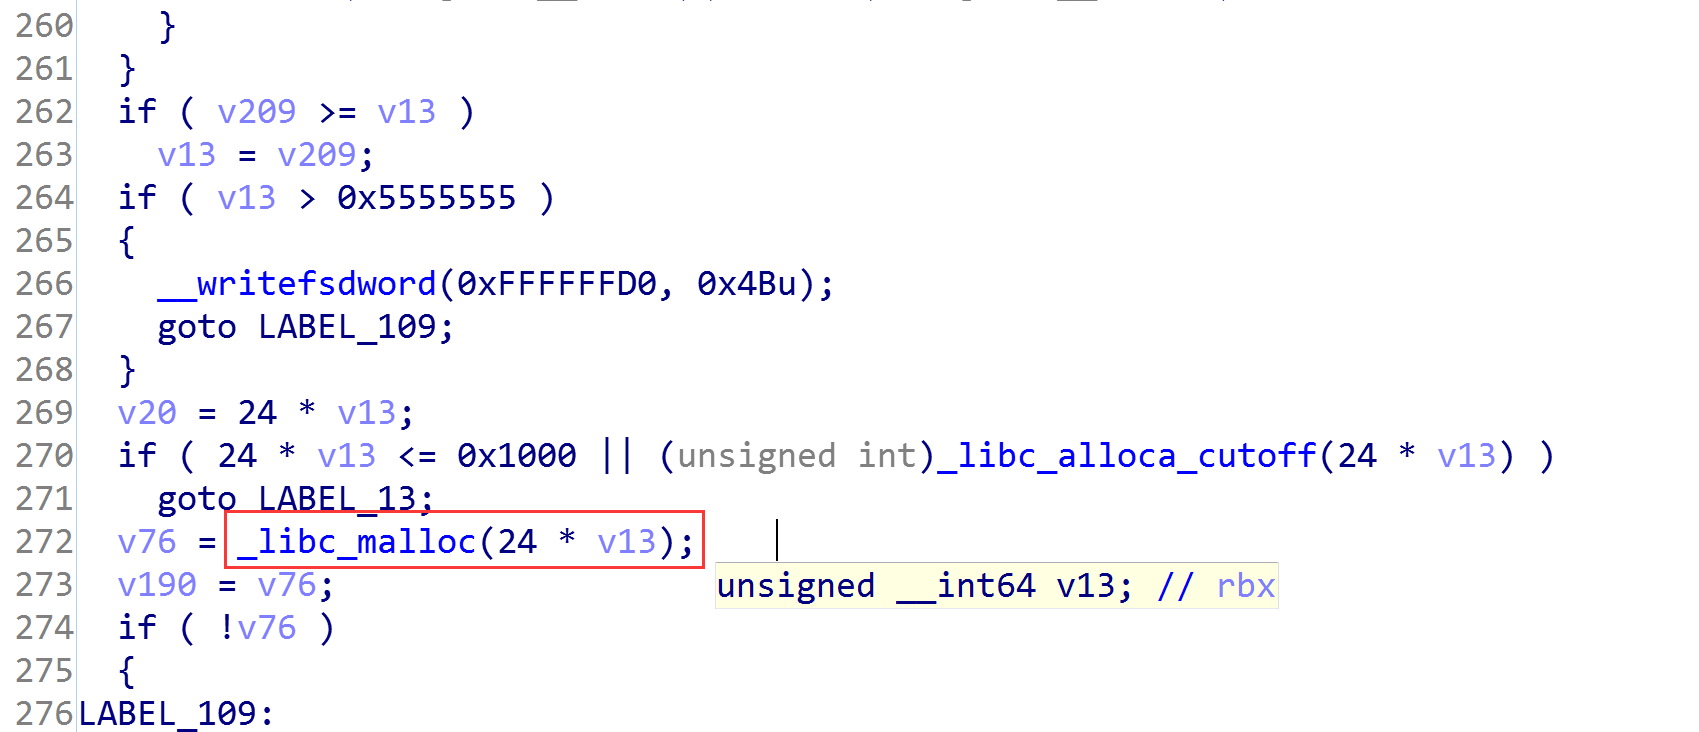 260 }
261 }
262 if ( v209 >= v13 )
263 v13 = v209;
264 if ( v13 > 0x5555555 )
265 {
266 __writefsdword(0xFFFFFFD0, 0x4Bu);
267 goto LABEL_109;
268 }
269 v20 = 24 * v13;
270 if ( 24 * v13 <= 0x1000 || (unsigned int)_libc_alloca_cutoff(24 * v13) )
271 goto LABEL_13;
272 v76 = _libc_malloc(24 * v13);
273 v190 = v76;
unsigned __int64 v13; // rbx
274 if ( !v76 )
275 {
276 LABEL_109: